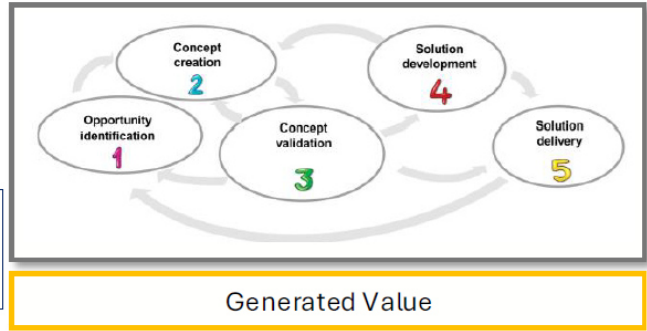 Opportunity
identification
1
Concept
creation
2
Concept
validation
3
Solution
development
4
Solution
delivery
5
Generated Value